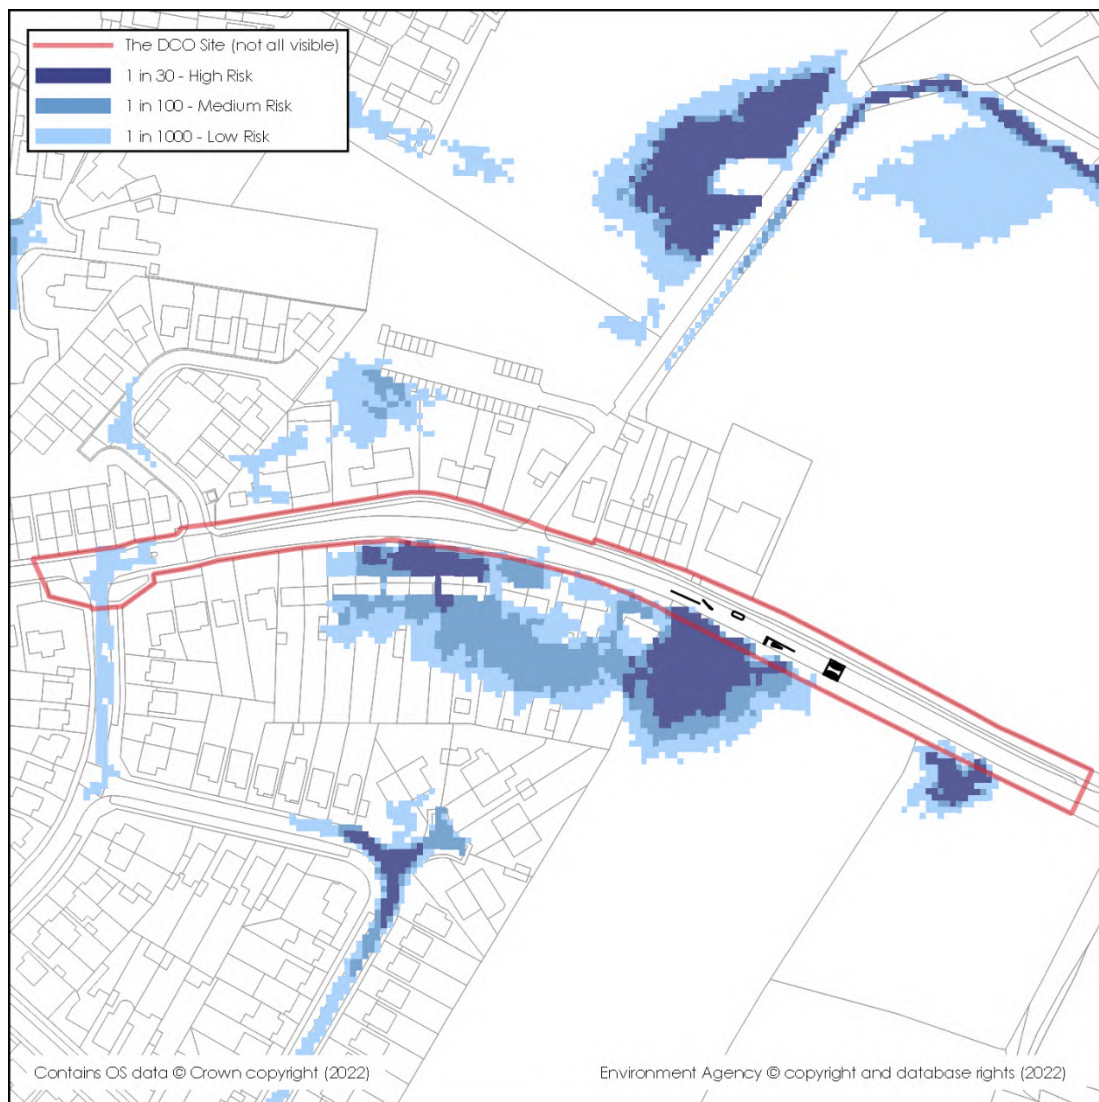 The DCO Site (not all visible)
1 in 30 - High Risk
1 in 100 - Medium Risk
1 in 1000 - Low Risk
Contains OS data © Crown copyright (2022)
Environment Agency © copyright and database rights (2022)